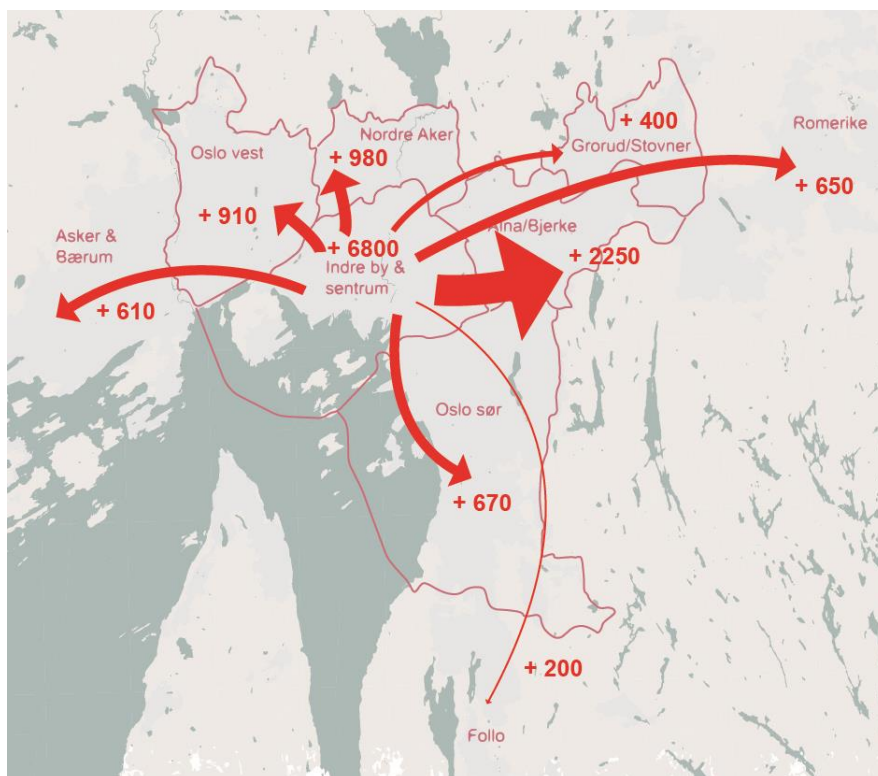 + 400
Romerike
Nordre Aker
Grorud/Stovner
Oslo vest
+ 980
+ 650
+ 910
Alna/Bjerke
Asker &
Bærum
+ 6800
+ 2250
Indre by &
sentrum
+ 610
Oslo sør
+ 670
+ 200
Follo